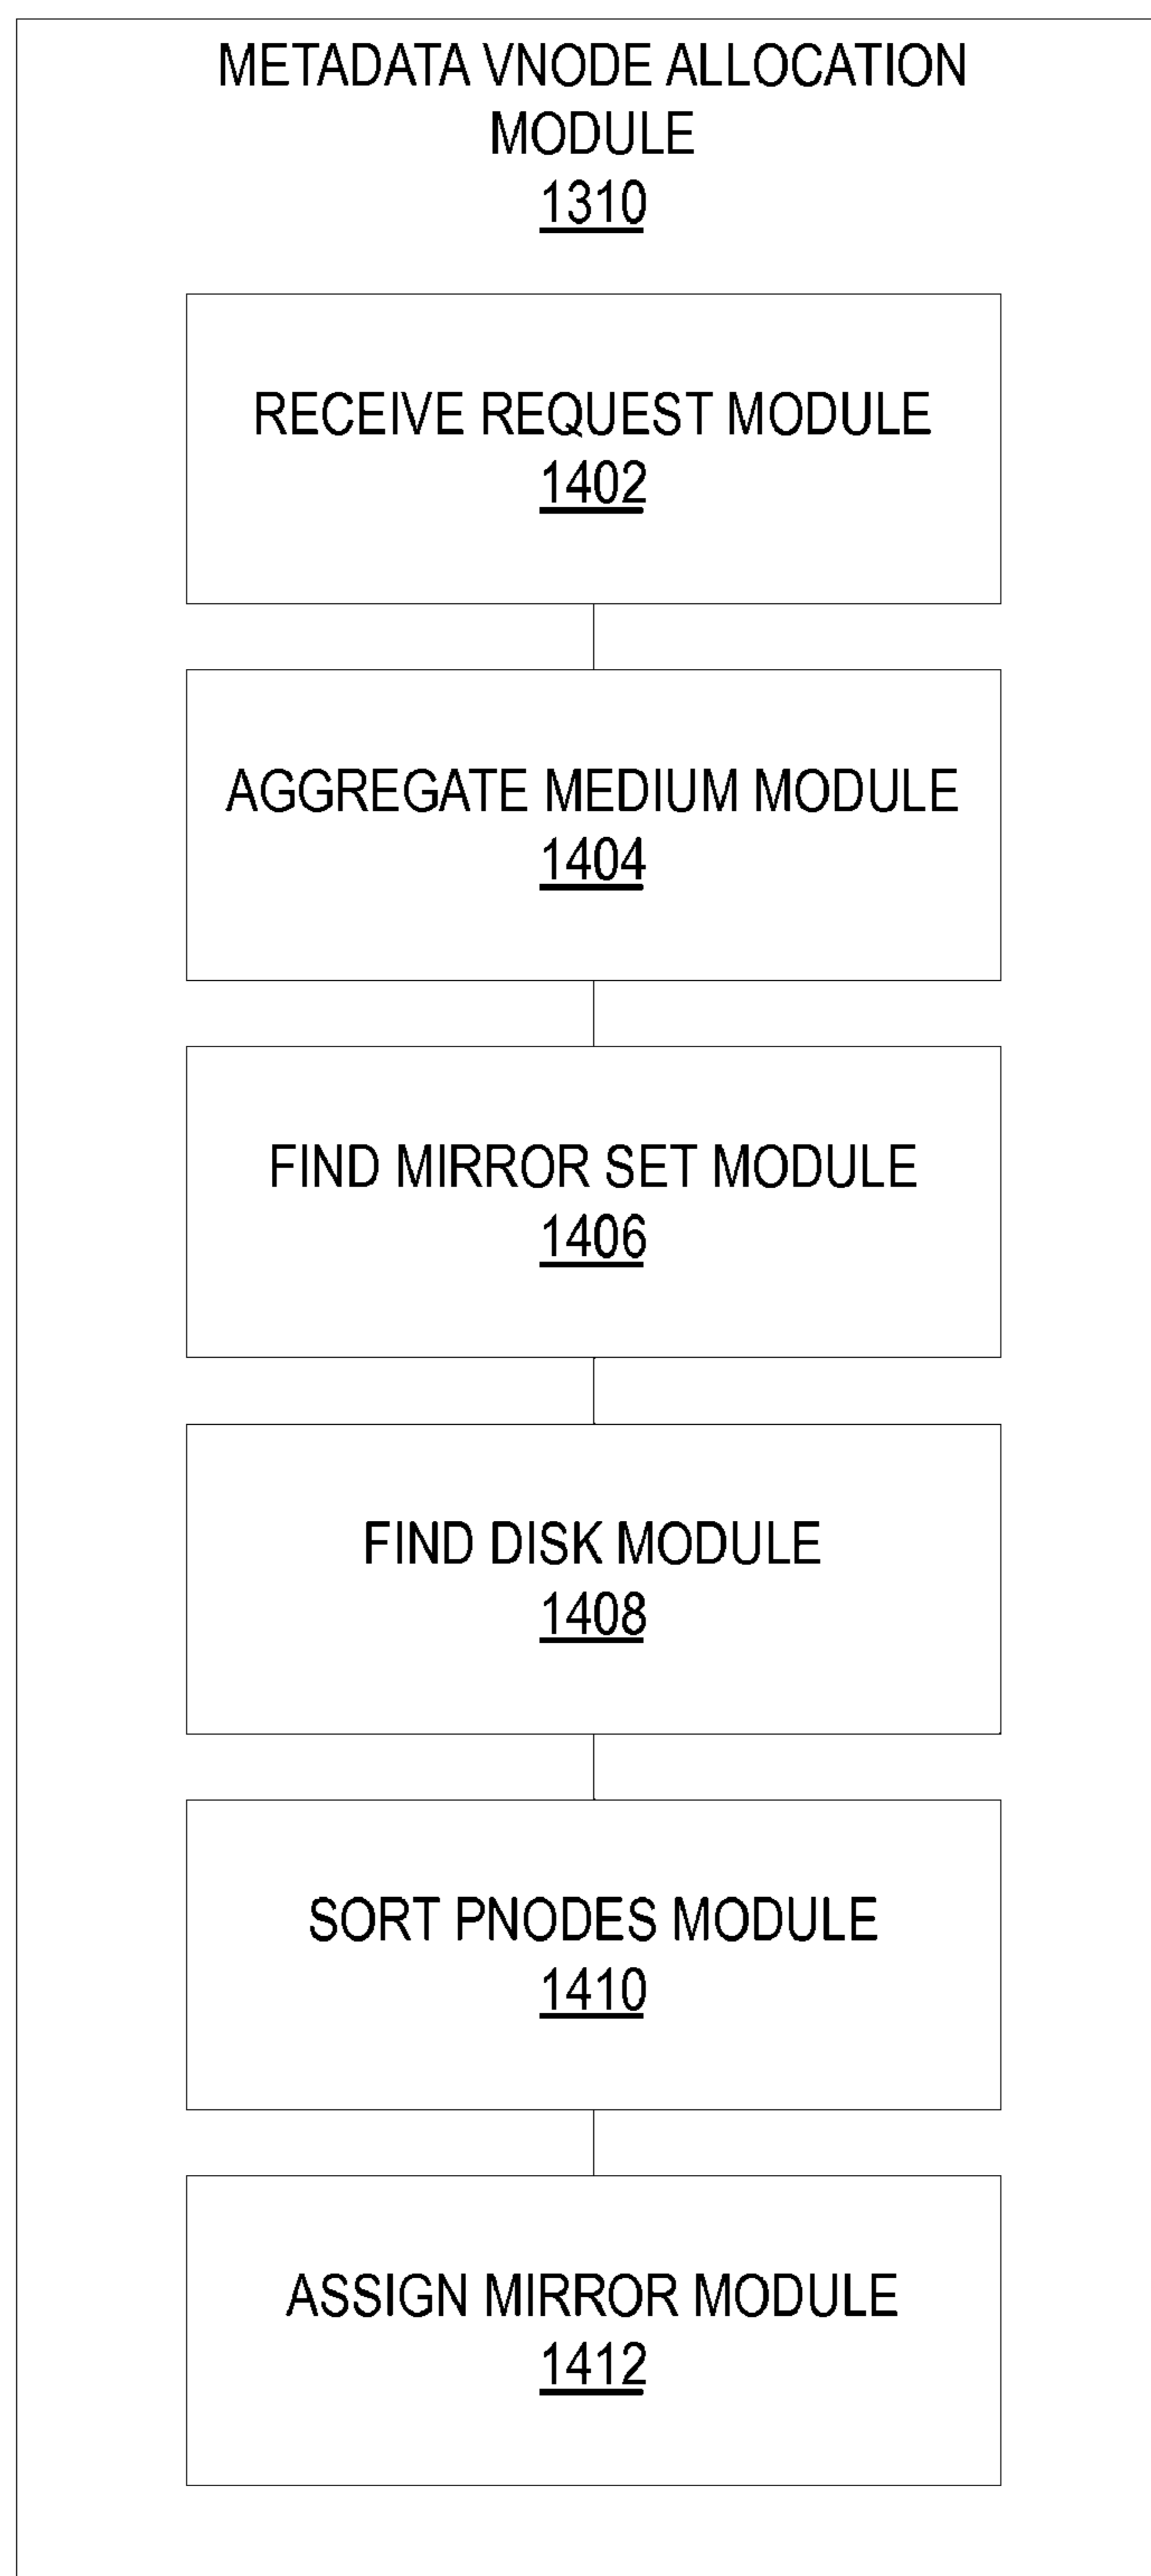 METADATA VNODE ALLOCATION
MODULE
1310
RECEIVE REQUEST MODULE
1402
AGGREGATE MEDIUM MODULE
1404
FIND MIRROR SET MODULE
1406
FIND DISK MODULE
1408
SORT PNODES MODULE
1410
ASSIGN MIRROR MODULE
1412